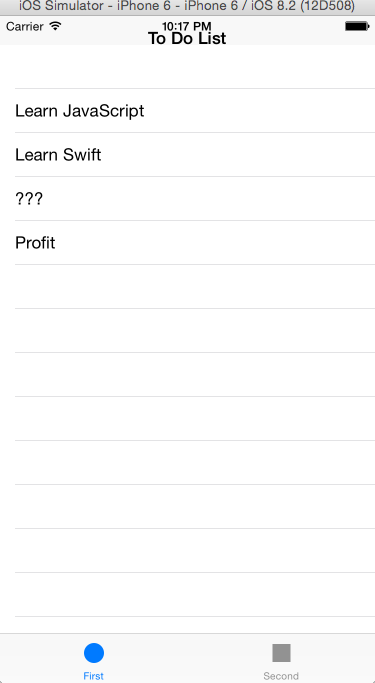 iOS Simulator - iPhone 6 - iPhone 6 / iOS 8.2 (12D508)
Carrier 10:17 PM
To Do List
Learn JavaScript
Learn Swift
???
Profit
First Second